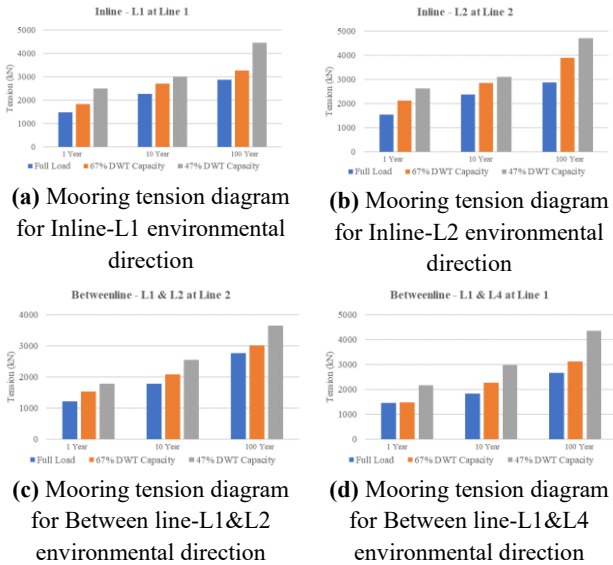 Inline - L1 at Line 1
Tension (kN)
5000
4000
3000
2000
1000
0
1 Year
10 Year
100 Year
Full Load
67% DWT Capacity
47% DWT Capacity
(a) Mooring tension diagram
for Inline-L1 environmental
direction
Inline - L2 at Line 2
Tension (kN)
5000
4000
3000
2000
1000
0
1 Year
10 Year
100 Year
Full Load
67% DWT Capacity
47% DWT Capacity
(b) Mooring tension diagram
for Inline-L2 environmental
direction
Betweenline - L1 & L2 at Line 2
Tension (kN)
4000
3000
2000
1000
0
1 Year
10 Year
100 Year
Full Load
67% DWT Capacity
47% DWT Capacity
(c) Mooring tension diagram
for Between line-L1&L2
environmental direction
Betweenline - L1 & L4 at Line 1
Tension (kN)
5000
4000
3000
2000
1000
0
1 Year
10 Year
100 Year
Full Load
67% DWT Capacity
47% DWT Capacity
(d) Mooring tension diagram
for Between line-L1&L4
environmental direction